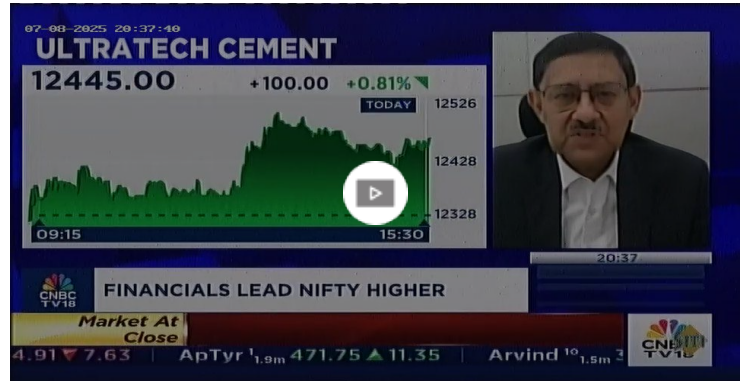 07-08-2025 20:37:40
ULTRATECH CEMENT
12445.00 +100.00 +0.81%
TODAY
12526
12428
12328
09:15 15:30
20:37
CNBC
TV18
FINANCIALS LEAD NIFTY HIGHER
Market At
Close
4.91 ▼ 7.63 | ApTyr 1 1.9m 471.75 ▲ 11.35 | Arvind 10 1.5m
TV18